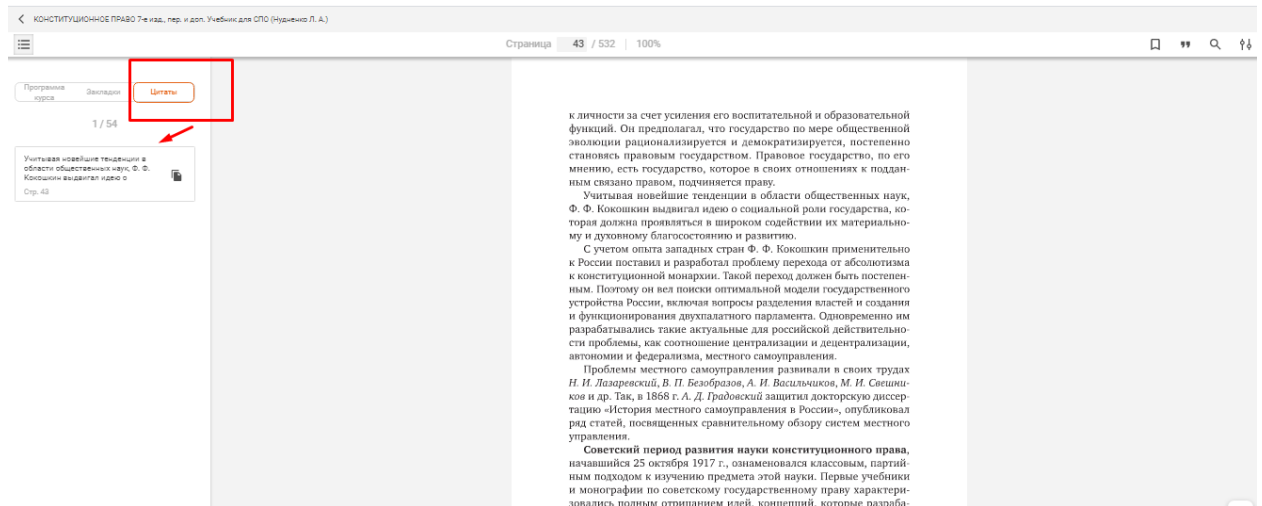 КОНСТИТУЦИОННОЕ ПРАВО 7-е изд., пер. и доп. Учебник для СПО (Нудненко Л. А.)
Страница 43 / 532 100%
Программа курса
Закладки
Цитаты
1 / 54
Учитывая новейшие тенденции в
области общественных наук, Ф. Ф.
Кокошкин выдвигал идею о
Стр. 43
к личности за счет усиления его воспитательной и образовательной
функций. Он предполагал, что государство по мере общественной
эволюции рационализируется и демократизируется, постепенно
становясь правовым государством. Правовое государство, по его
мнению, есть государство, которое в своих отношениях к поддан-
ным связано правом, подчиняется праву.
Учитывая новейшие тенденции в области общественных наук,
Ф. Ф. Кокошкин выдвигал идею о социальной роли государства, ко-
торая должна проявляться в широком содействии их материально-
му и духовному благосостоянию и развитию.
С учетом опыта западных стран Ф. Ф. Кокошкин применительно
к России поставил и разработал проблему перехода от абсолютизма
к конституционной монархии. Такой переход должен быть постепен-
ным. Поэтому он вел поиски оптимальной модели государственного
устройства России, включая вопросы разделения властей и создания
и функционирования двухпалатного парламента. Одновременно им
разрабатывались такие актуальные для российской действительно-
сти проблемы, как соотношение централизации и децентрализации,
автономии и федерализма, местного самоуправления.
Проблемы местного самоуправления развивали в своих трудах
Н. И. Лазаревский, В. П. Безобразов, А. И. Васильчиков, М. И. Свешни-
ков и др. Так, в 1868 г. А. Д. Градовский защитил докторскую диссер-
тацию «История местного самоуправления в России», опубликовал
ряд статей, посвященных сравнительному обзору систем местного
управления.
Советский период развития науки конституционного права,
начавшийся 25 октября 1917 г., ознаменовался классовым, партий-
ным подходом к изучению предмета этой науки. Первые учебники
и монографии по советскому государственному праву характери-
зовались полным отрицанием идей, концепций, которые разраба-